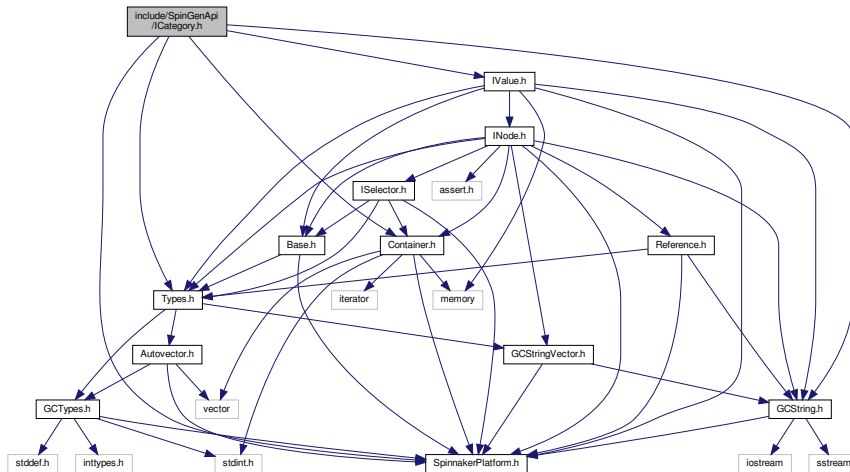 include/SpinGenApi
/ICategory.h
IValue.h
INode.h
ISelector.h
assert.h
Base.h
Container.h
Reference.h
Types.h
iterator
memory
Autovector.h
GCStringVector.h
GCTypes.h
vector
GCString.h
stddef.h
inttypes.h
stdint.h
SpinnakerPlatform.h
iostream
sstream